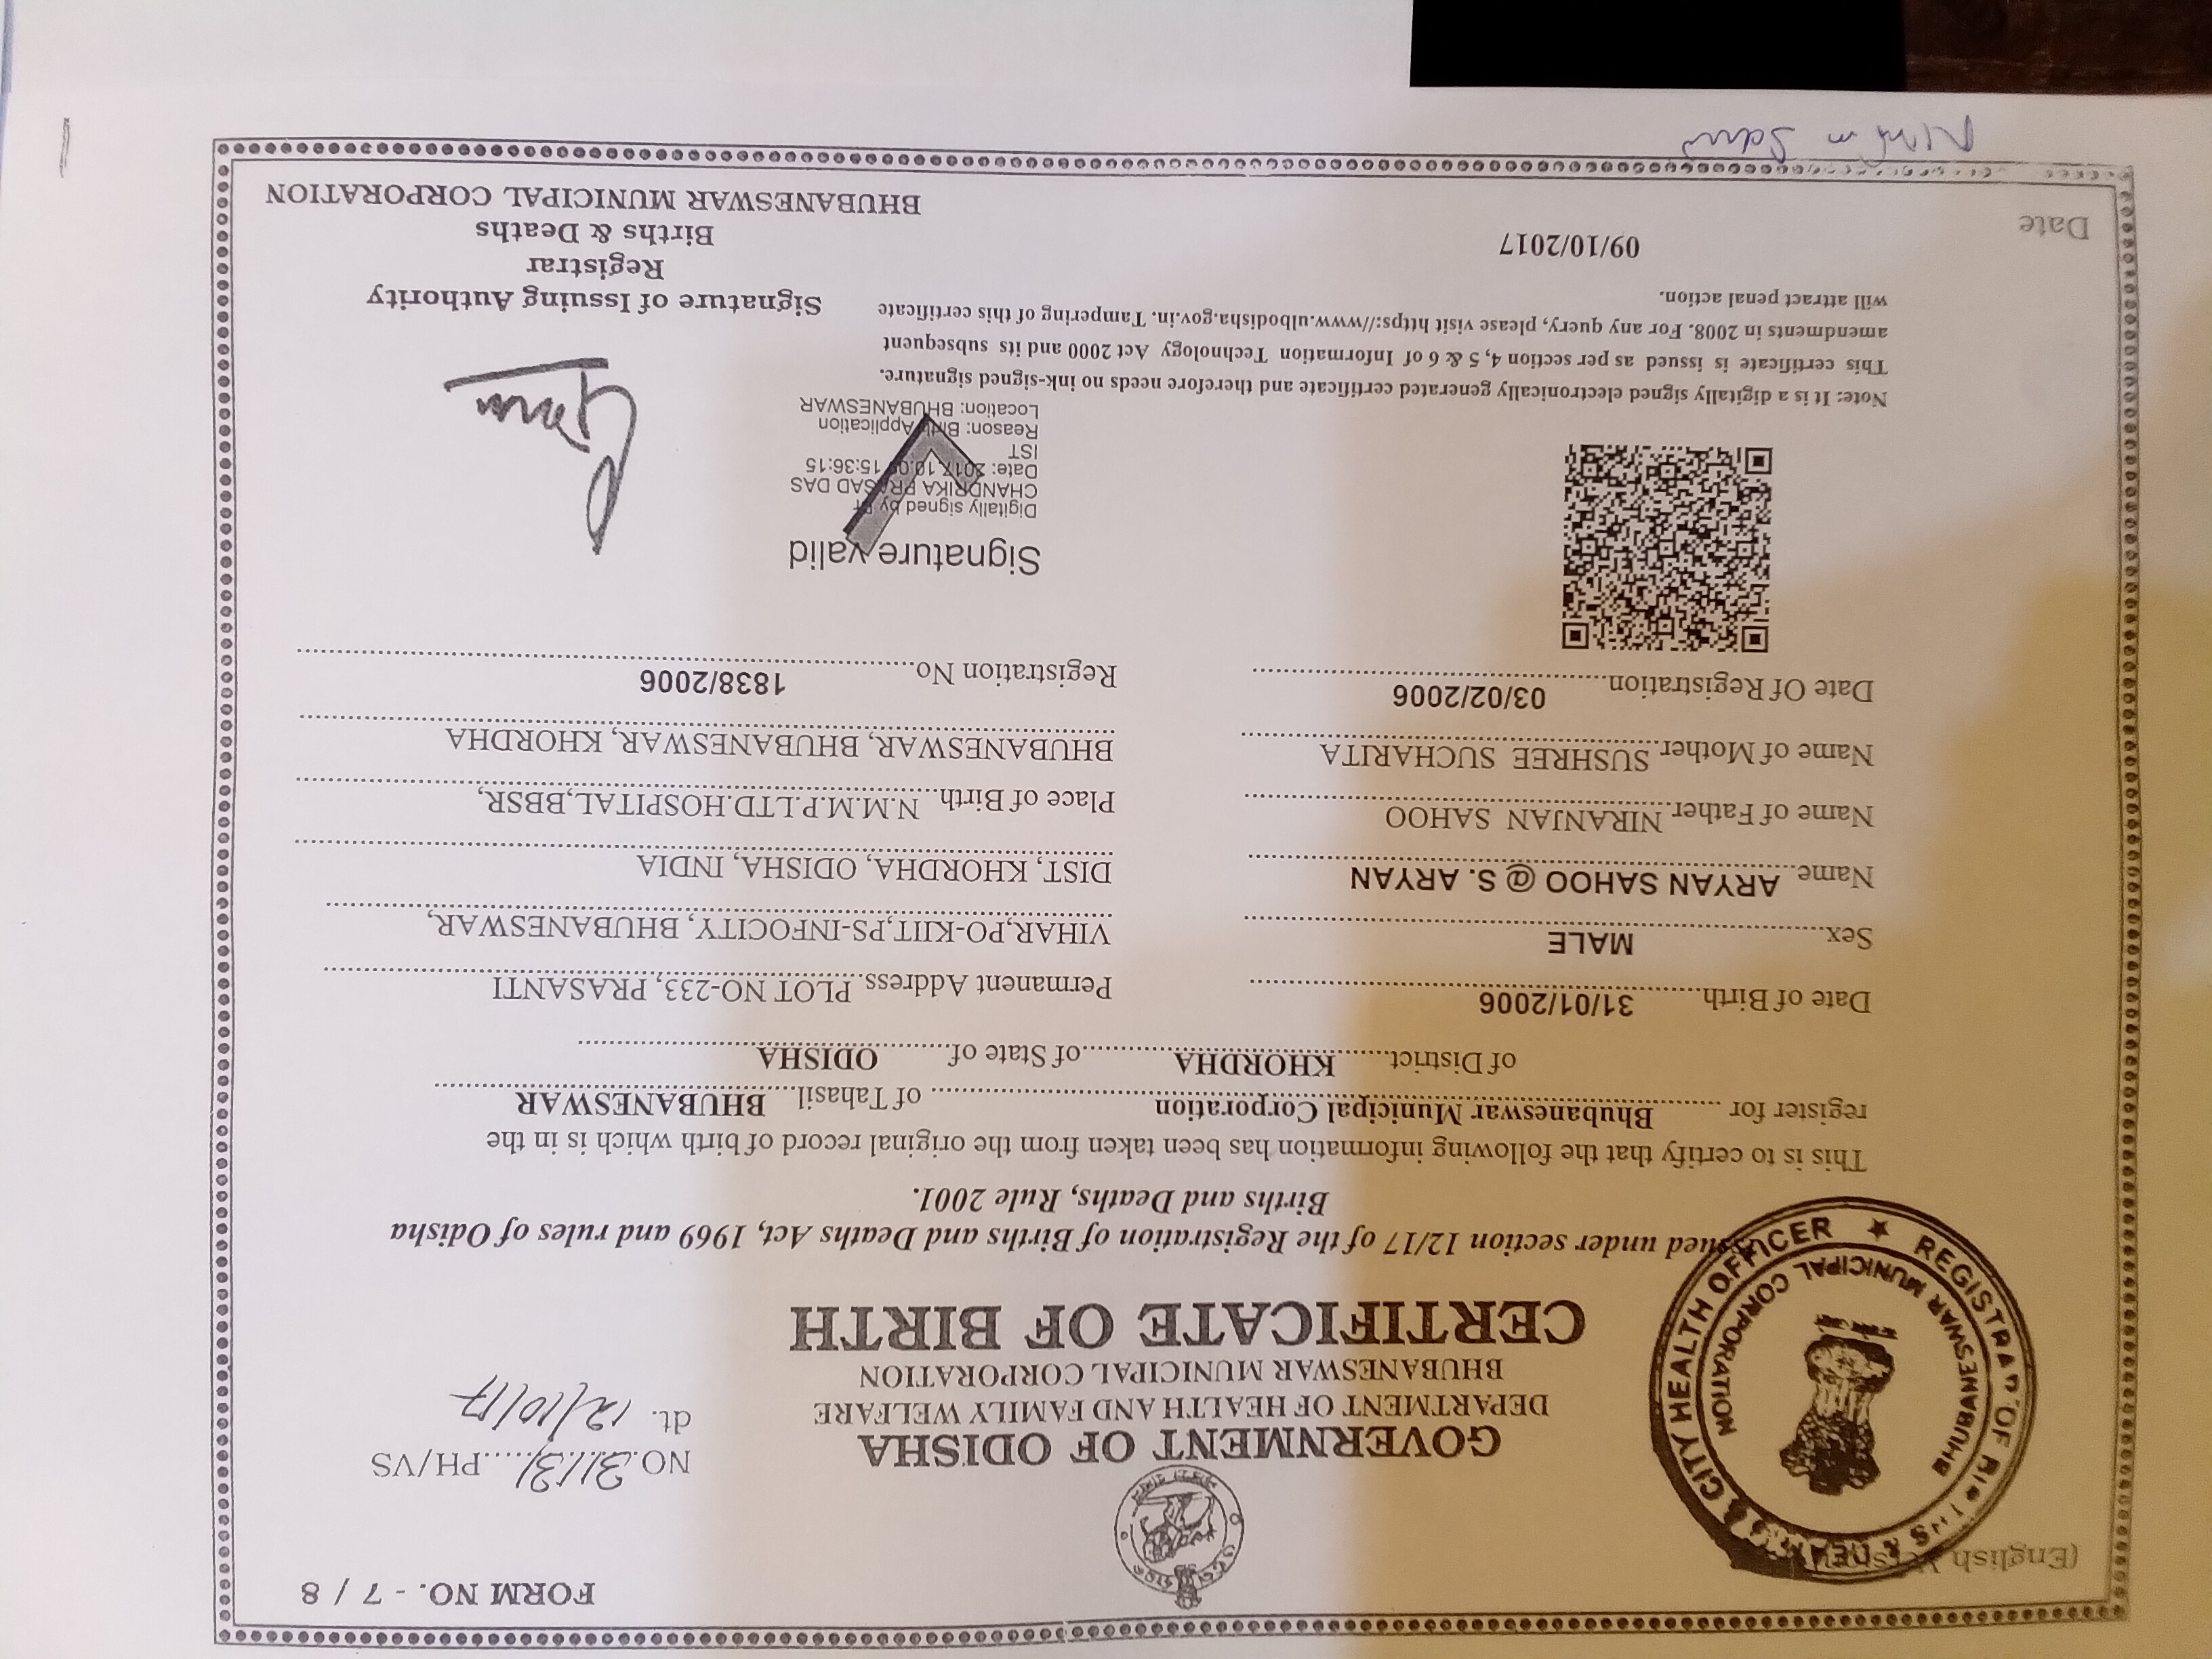 (English
FORM NO. - 7 / 8
GOVERNMENT OF ODISHA
DEPARTMENT OF HEALTH AND FAMILY WELFARE
BHUBANESWAR MUNICIPAL CORPORATION
NO.31131....PH/VS
dt. 12/10/17
CERTIFICATE OF BIRTH
CITY HEALTH OFFICER ★ REGISTRAR OF
BHUBANESWAR MUNICIPAL CORPORATION
under section 12/17 of the Registration of Births and Deaths Act, 1969 and rules of Odisha
Births and Deaths, Rule 2001.
This is to certify that the following information has been taken from the original record of birth which is in the
register for Bhubaneswar Municipal Corporation of Tahasil BHUBANESWAR
of District KHORDHA of State of ODISHA
Date of Birth 31/01/2006
Sex MALE
Name ARYAN SAHOO @ S. ARYAN
Name of Father NIRANJAN SAHOO
Name of Mother SUSHREE SUCHARITA
Date Of Registration 03/02/2006
Permanent Address PLOT NO-233, PRASANTI
VIHAR,PO-KIIT,PS-INFOCITY, BHUBANESWAR,
DIST, KHORDHA, ODISHA, INDIA
Place of Birth N.M.M.P.LTD.HOSPITAL,BBSR,
BHUBANESWAR, BHUBANESWAR, KHORDHA
Registration No 1838/2006
Signature valid
Digitally signed by
CHANDRIKA PRASAD DAS
Date: 2017.10.09 15:36:15
IST
Reason: Birth Application
Location: BHUBANESWAR
Note: It is a digitally signed electronically generated certificate and therefore needs no ink-signed signature.
This certificate is issued as per section 4, 5 & 6 of Information Technology Act 2000 and its subsequent
amendments in 2008. For any query, please visit https://www.ulbodisha.gov.in. Tampering of this certificate
will attract penal action.
Signature of Issuing Authority
Registrar
Births & Deaths
BHUBANESWAR MUNICIPAL CORPORATION
Date 09/10/2017